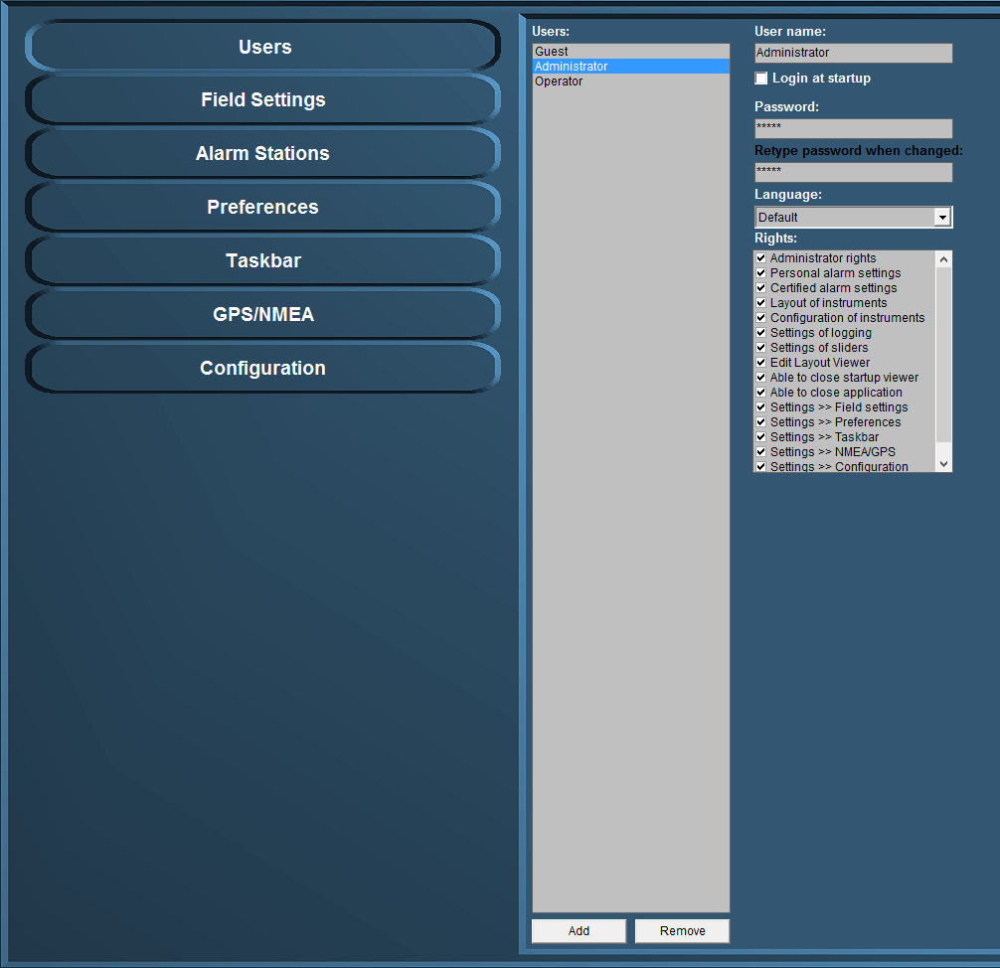 Users
Field Settings
Alarm Stations
Preferences
Taskbar
GPS/NMEA
Configuration
Users:
Guest
Administrator
Operator
Add
Remove
User name:
Administrator
Login at startup
Password:
*****
Retype password when changed:
*****
Language:
Default
Rights:
Administrator rights
Personal alarm settings
Certified alarm settings
Layout of instruments
Configuration of instruments
Settings of logging
Settings of sliders
Edit Layout Viewer
Able to close startup viewer
Able to close application
Settings >> Field settings
Settings >> Preferences
Settings >> Taskbar
Settings >> NMEA/GPS
Settings >> Configuration